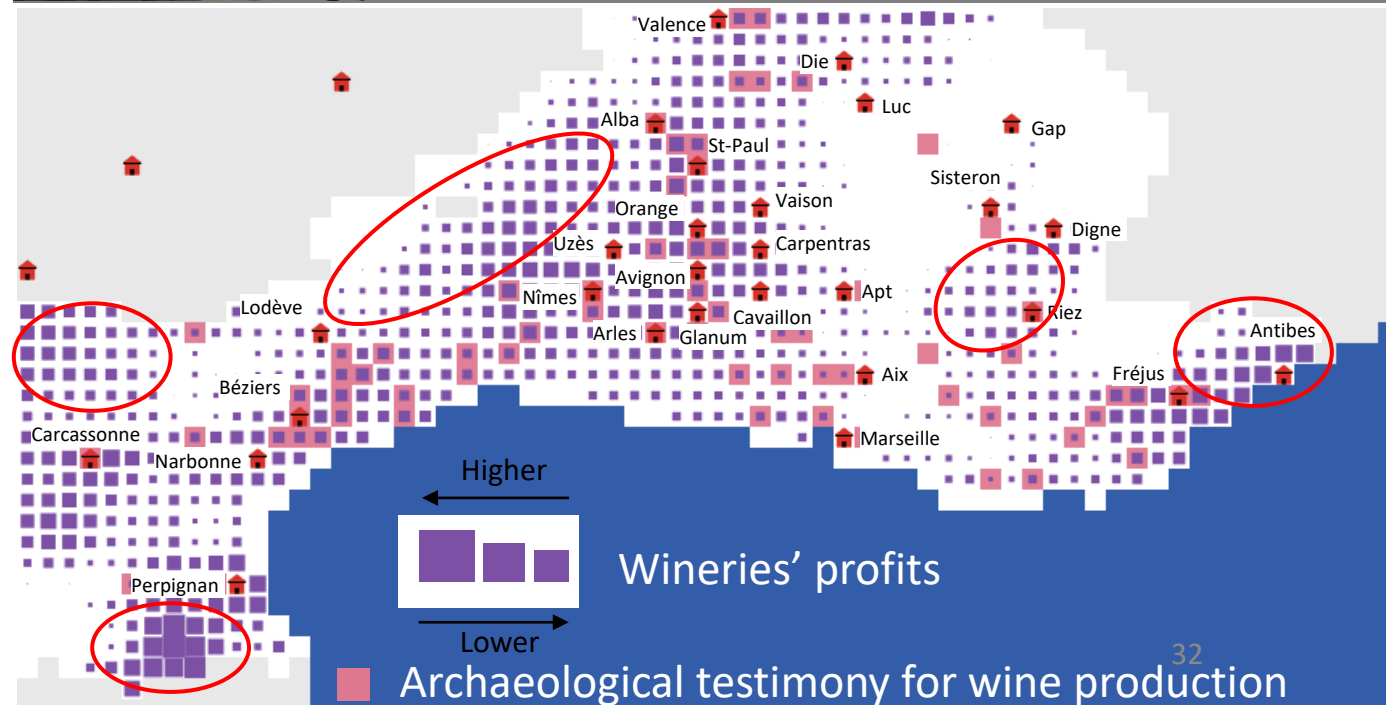 Valence
Die
Luc
Alba
Gap
St-Paul
Sisteron
Vaison
Orange
Digne
Uzès
Carpentras
Avignon
Nîmes
Apt
Lodève
Cavaillon
Riez
Arles
Glanum
Antibes
Aix
Fréjus
Béziers
Carcassonne
Marseille
Narbonne
Higher
Wineries’ profits
Perpignan
Lower
32
Archaeological testimony for wine production